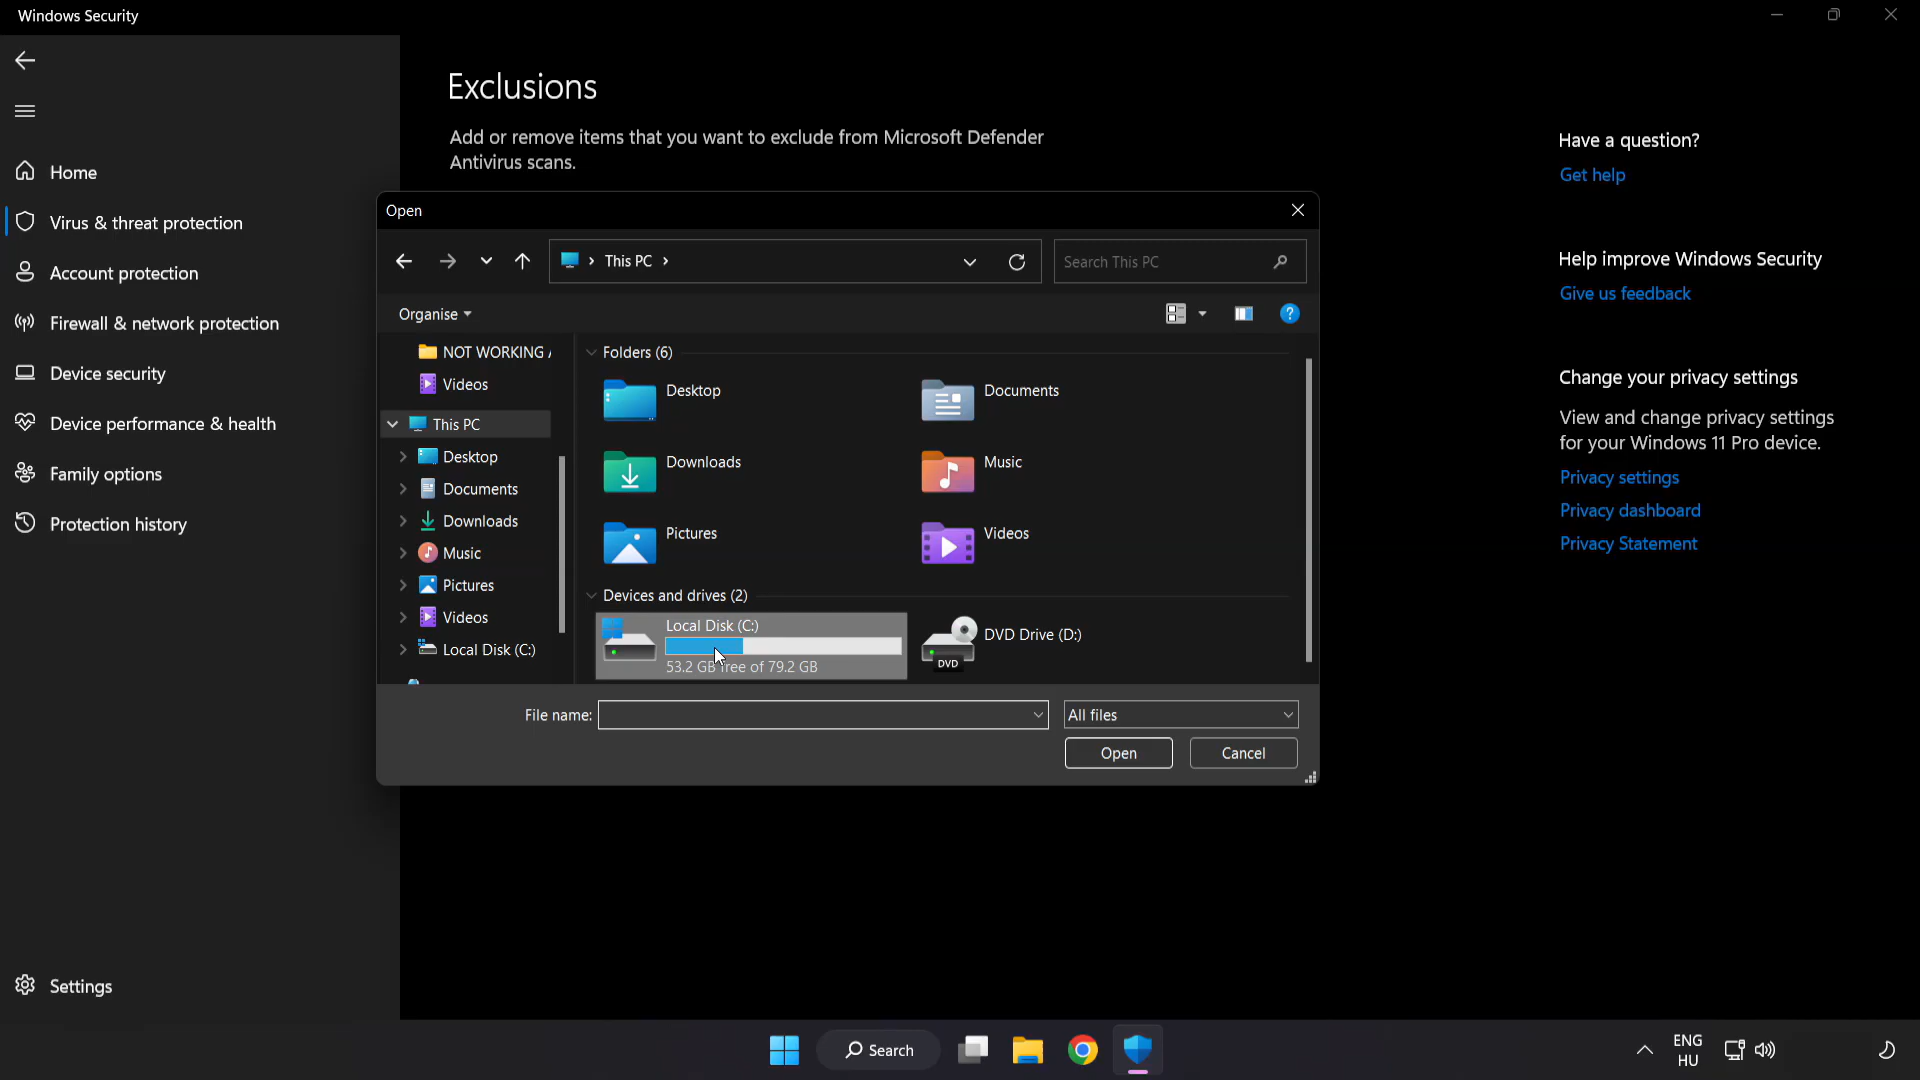 Windows Security
Exclusions
Add or remove items that you want to exclude from Microsoft Defender
Antivirus scans.
Home
Virus & threat protection
Account protection
Firewall & network protection
Device security
Device performance & health
Family options
Protection history
Settings
Have a question?
Get help
Help improve Windows Security
Give us feedback
Change your privacy settings
View and change privacy settings
for your Windows 11 Pro device.
Privacy settings
Privacy dashboard
Privacy Statement
Open
This PC
Search This PC
Organise
NOT WORKING
Videos
This PC
Desktop
Documents
Downloads
Music
Pictures
Videos
Local Disk (C:)
Folders (6)
Desktop
Documents
Downloads
Music
Pictures
Videos
Devices and drives (2)
Local Disk (C:)
53.2 GB free of 79.2 GB
DVD Drive (D:)
DVD
File name:
All files
Open
Cancel
Search
ENG
HU